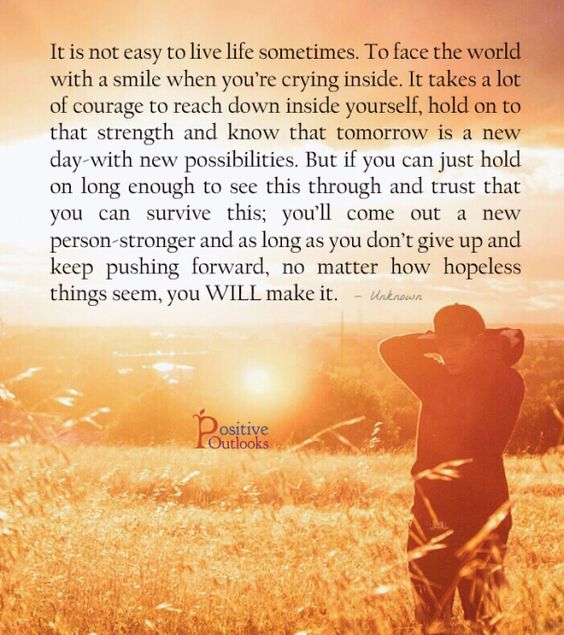 It is not easy to live life sometimes. To face the world
with a smile when you're crying inside. It takes a lot
of courage to reach down inside yourself, hold on to
that strength and know that tomorrow is a new
day-with new possibilities. But if you can just hold
on long enough to see this through and trust that
you can survive this; you'll come out a new
person-stronger and as long as you don't give up and
keep pushing forward, no matter how hopeless
things seem, you WILL make it. – Unknown
Positive
Outlooks